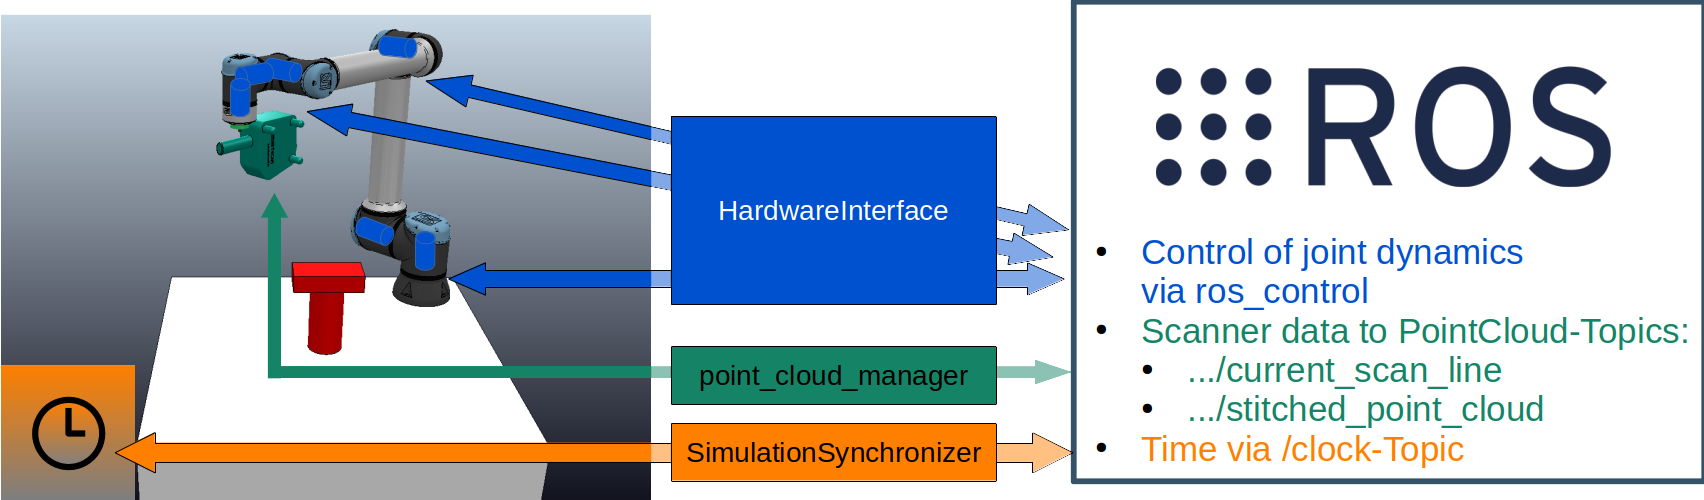 HardwareInterface
point_cloud_manager
SimulationSynchronizer
ROS
• Control of joint dynamics
via ros_control
• Scanner data to PointCloud-Topics:
• .../current_scan_line
• .../stitched_point_cloud
• Time via /clock-Topic